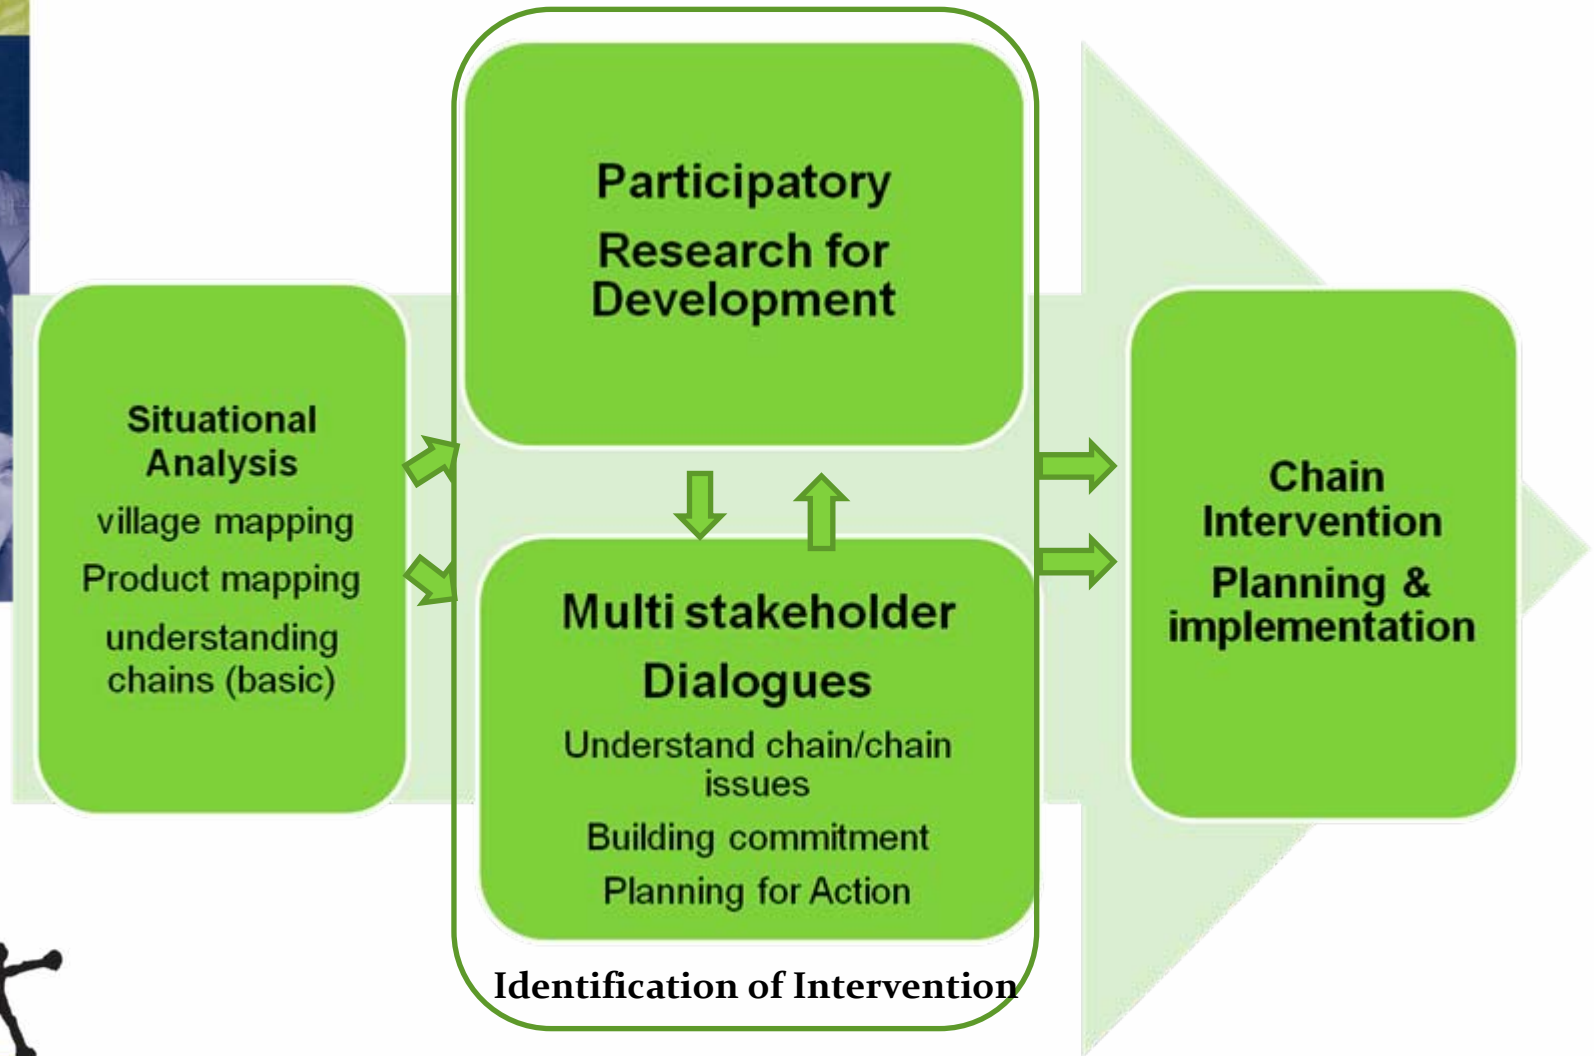 Situational
Analysis
village mapping
Product mapping
understanding
chains (basic)
Participatory
Research for
Development
Multi stakeholder
Dialogues
Understand chain/chain
issues
Building commitment
Planning for Action
Identification of Intervention
Chain
Intervention
Planning &
implementation